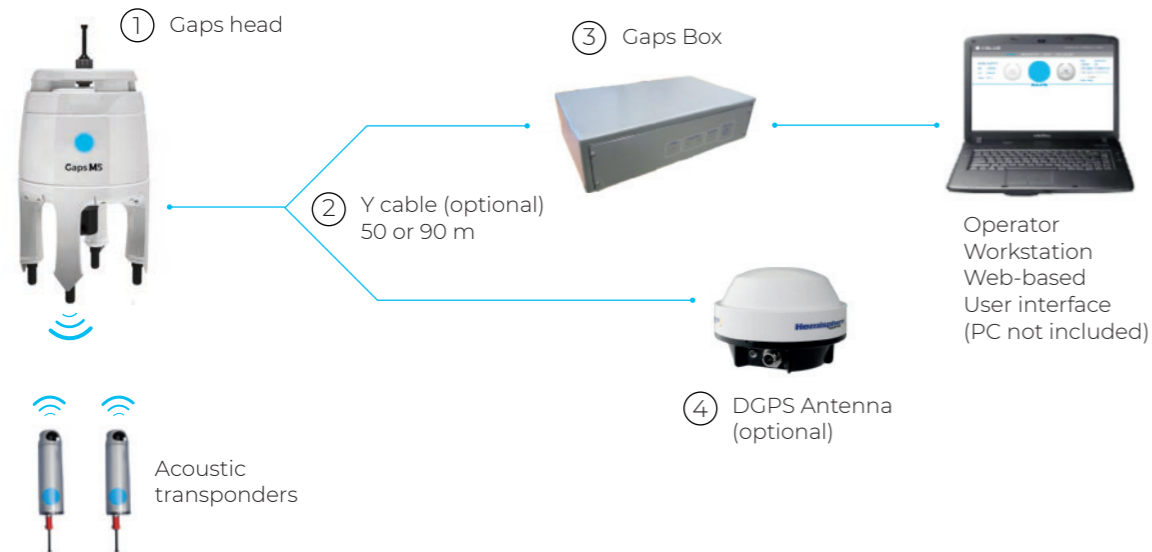 1 Gaps head
3 Gaps Box
Gaps M5
2 Y cable (optional)
50 or 90 m
Operator
Workstation
Web-based
User interface
(PC not included)
Hemisphere
4 DGPS Antenna
(optional)
Acoustic
transponders